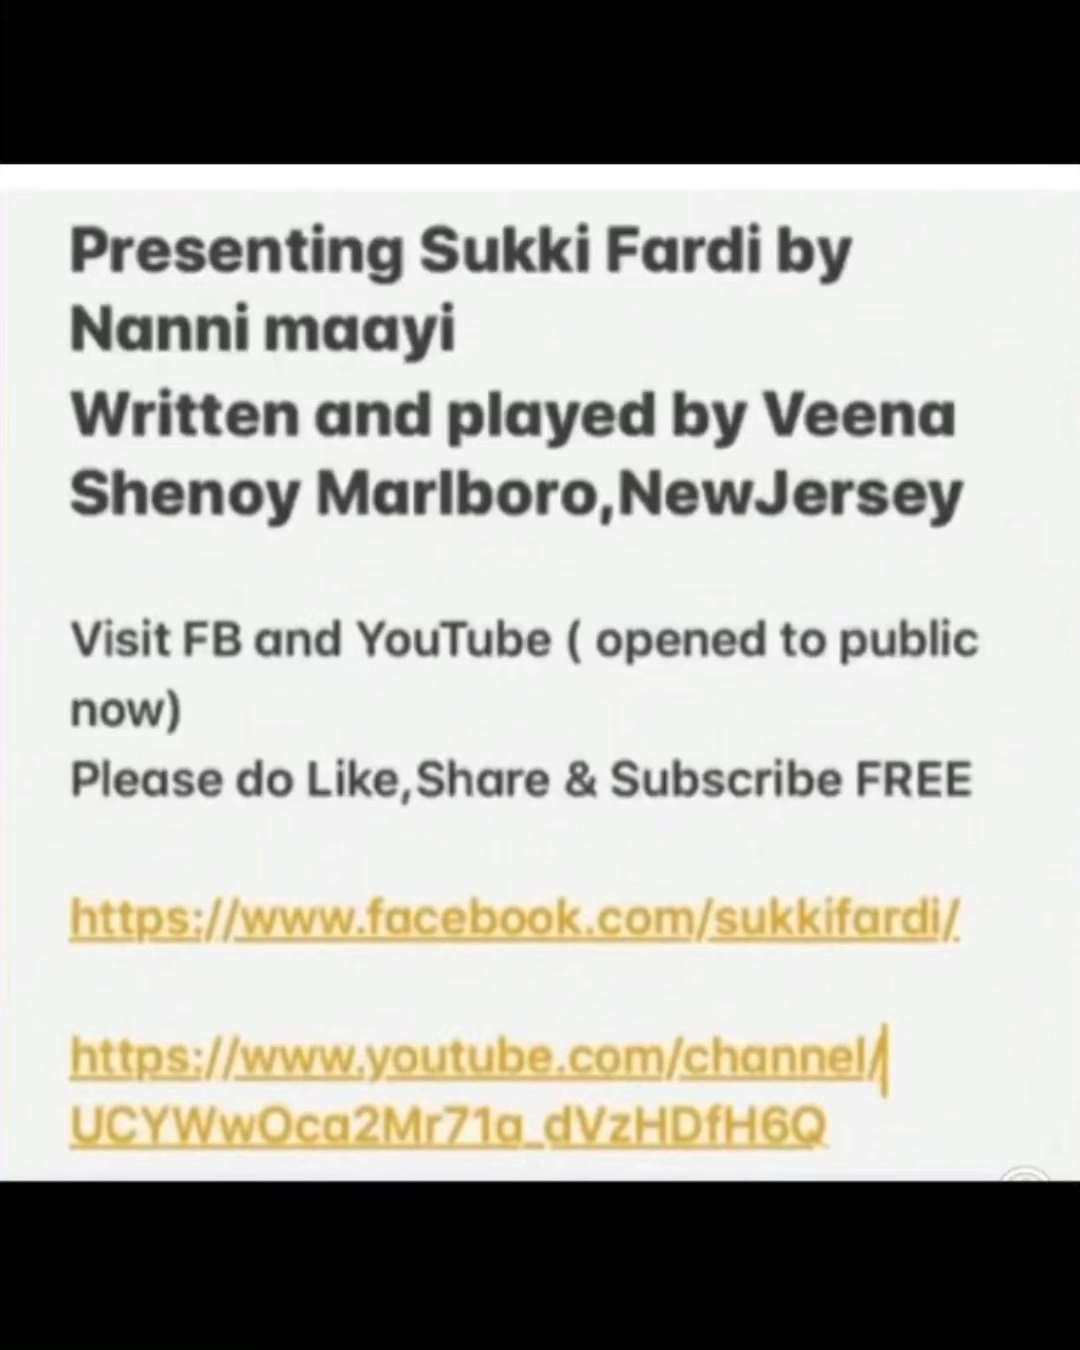 Presenting Sukki Fardi by
Nanni maayi
Written and played by Veena
Shenoy Marlboro,NewJersey
Visit FB and YouTube ( opened to public
now)
Please do Like,Share & Subscribe FREE
https://www.facebook.com/sukkifardi/
https://www.youtube.com/channel/
UCYWwOca2Mr71a_dVzHDfH6Q